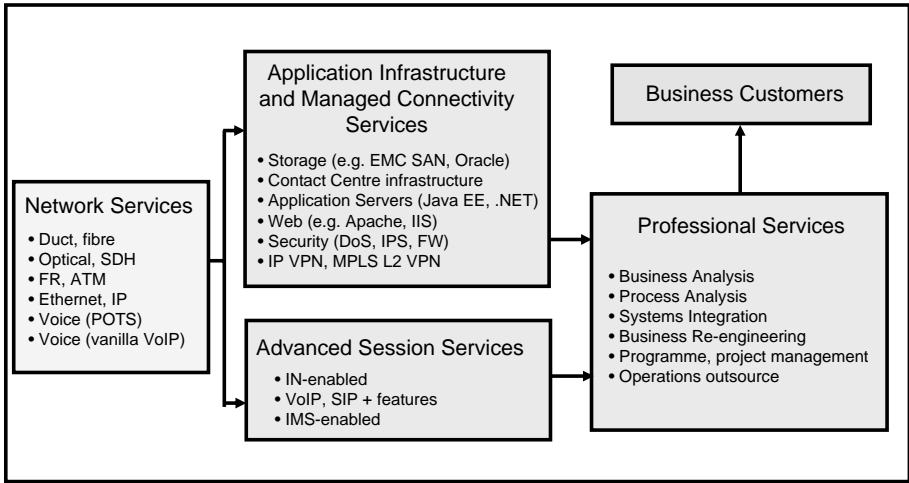 Network Services
• Duct, fibre
• Optical, SDH
• FR, ATM
• Ethernet, IP
• Voice (POTS)
• Voice (vanilla VoIP)
Application Infrastructure
and Managed Connectivity
Services
• Storage (e.g. EMC SAN, Oracle)
• Contact Centre infrastructure
• Application Servers (Java EE, .NET)
• Web (e.g. Apache, IIS)
• Security (DoS, IPS, FW)
• IP VPN, MPLS L2 VPN
Advanced Session Services
• IN-enabled
• VoIP, SIP + features
• IMS-enabled
Professional Services
• Business Analysis
• Process Analysis
• Systems Integration
• Business Re-engineering
• Programme, project management
• Operations outsource
Business Customers